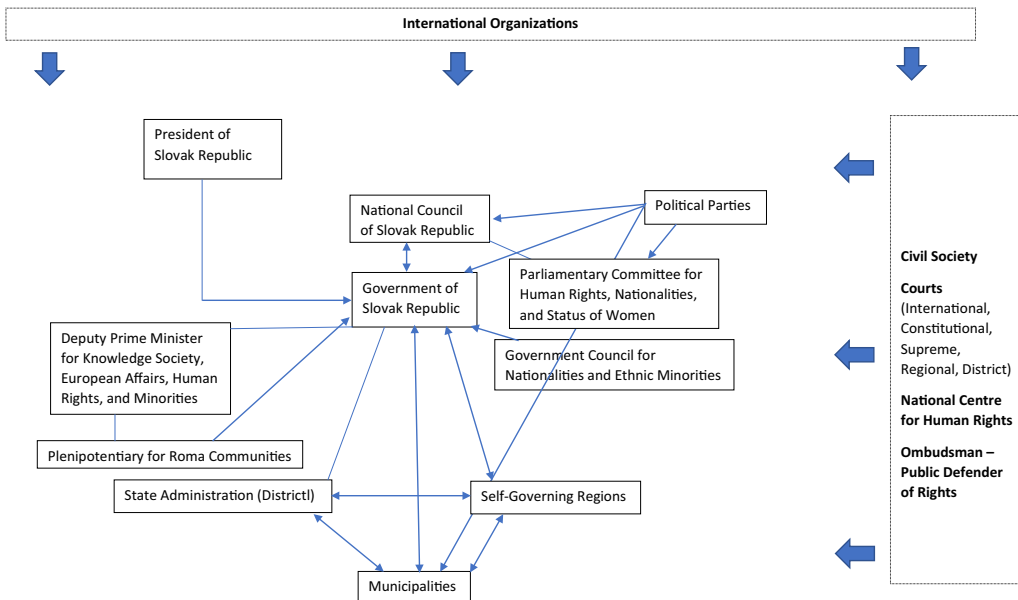 International Organizations
President of
Slovak Republic
National Council
of Slovak Republic
Political Parties
Parliamentary Committee for
Human Rights, Nationalities,
and Status of Women
Government of
Slovak Republic
Deputy Prime Minister
for Knowledge Society,
European Affairs, Human
Rights, and Minorities
Government Council for
Nationalities and Ethnic Minorities
Plenipotentiary for Roma Communities
State Administration (Districtl)
Self-Governing Regions
Municipalities
Civil Society
Courts
(International,
Constitutional,
Supreme,
Regional, District)
National Centre
for Human Rights
Ombudsman –
Public Defender
of Rights